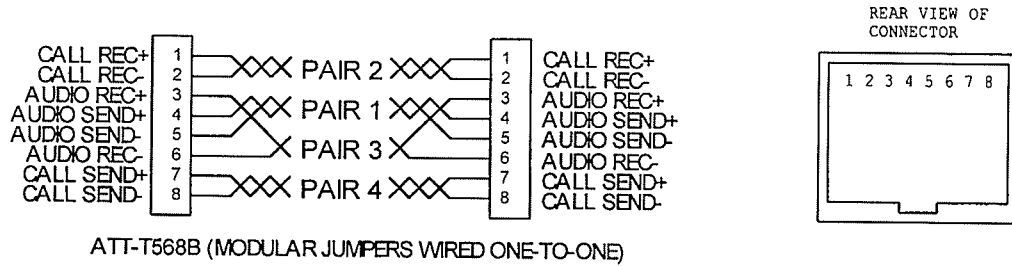 REAR VIEW OF
CONNECTOR
CALL REC+ 1 PAIR 2 1 CALL REC+
CALL REC- 2 2 CALL REC-
AUDIO REC+ 3 PAIR 1 3 AUDIO REC+
AUDIO SEND+ 4 4 AUDIO SEND+
AUDIO SEND- 5 PAIR 3 5 AUDIO SEND-
AUDIO REC- 6 6 AUDIO REC-
CALL SEND+ 7 PAIR 4 7 CALL SEND+
CALL SEND- 8 8 CALL SEND-
1 2 3 4 5 6 7 8
ATT-T568B (MODULAR JUMPERS WIRED ONE-TO-ONE)